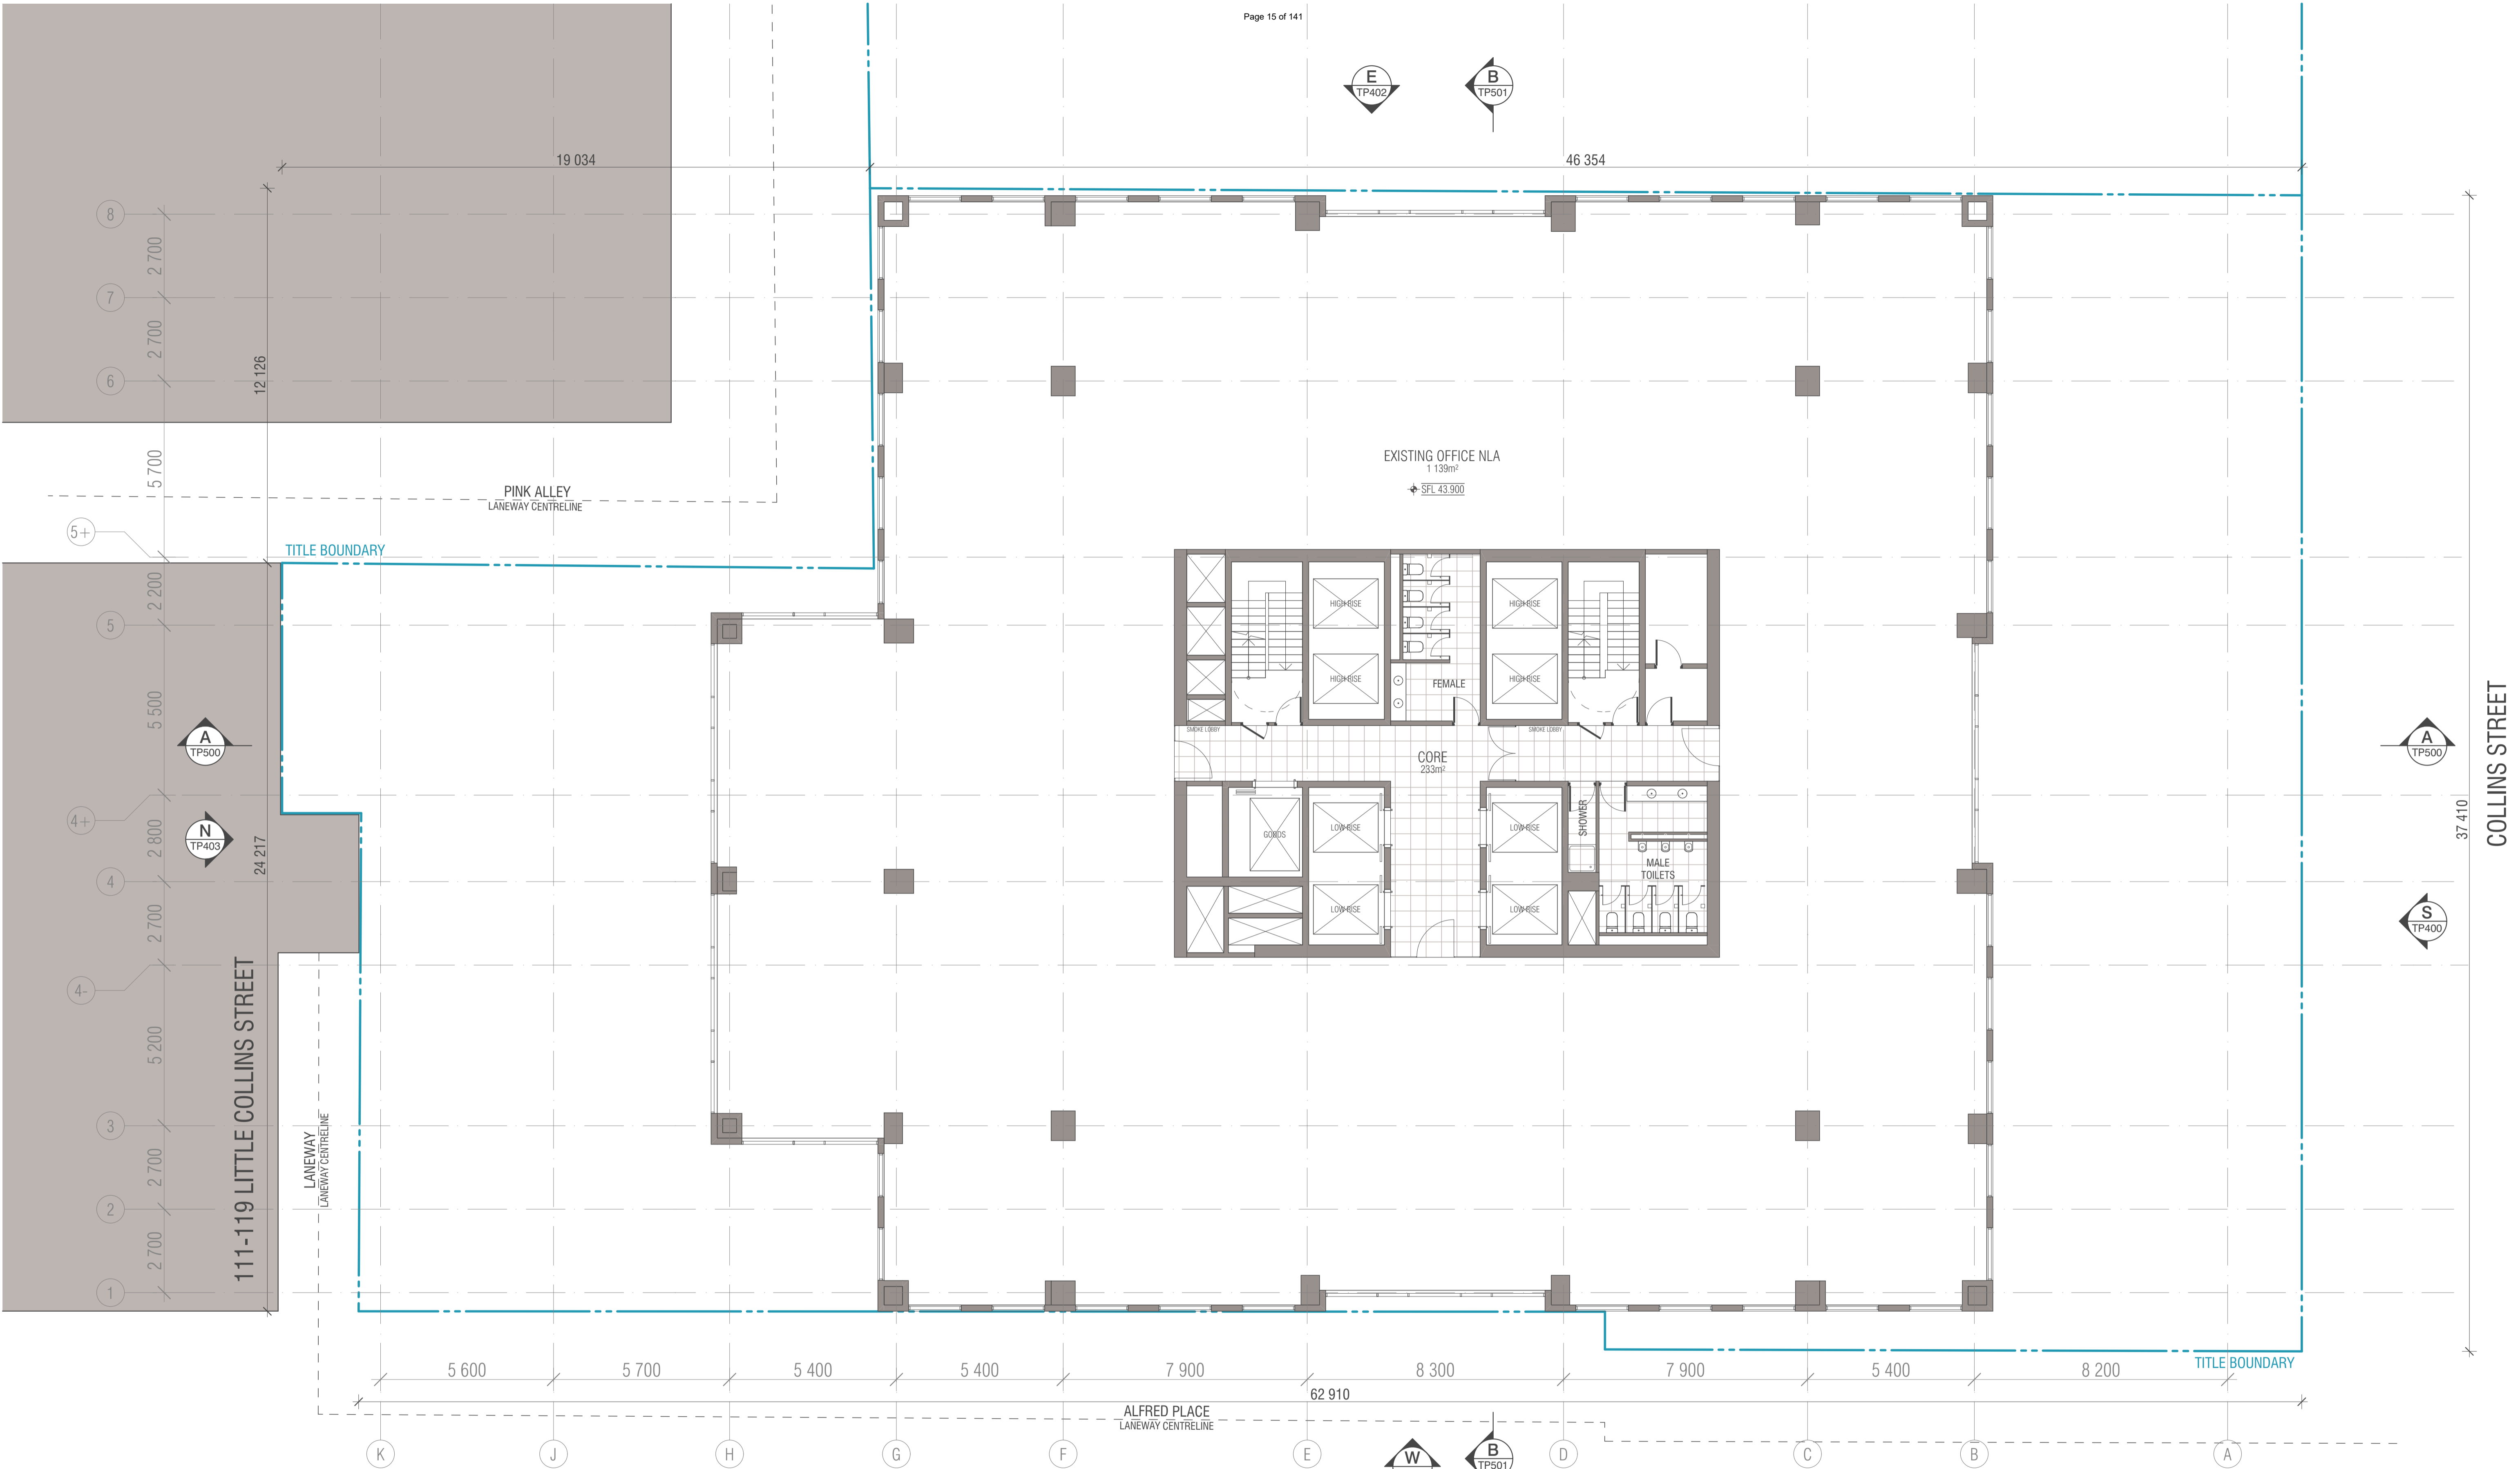 Page 15 of 141
E
TP402
B
TP501
19 034
46 354
8
2 700
7
2 700
6
12 126
5 700
EXISTING OFFICE NLA
1 139m²
SFL 43.900
PINK ALLEY
LANEWAY CENTRELINE
5+
TITLE BOUNDARY
2 200
5
HIGH RISE
HIGH RISE
HIGH RISE
HIGH RISE
FEMALE
5 500
A
TP500
SMOKE LOBBY
SMOKE LOBBY
CORE
233m²
A
TP500
COLLINS STREET
37 410
4+
N
TP403
2 800
24 217
GOODS
LOW RISE
LOW RISE
SHOWER
MALE
TOILETS
4
LOW RISE
LOW RISE
S
TP400
2 700
4-
5 200
111-119 LITTLE COLLINS STREET
3
LANEWAY
LANEWAY CENTRELINE
2 700
2
2 700
1
TITLE BOUNDARY
5 600
5 700
5 400
5 400
7 900
8 300
7 900
5 400
8 200
62 910
ALFRED PLACE
LANEWAY CENTRELINE
K
J
H
G
F
E
W
B
TP501
D
C
B
A